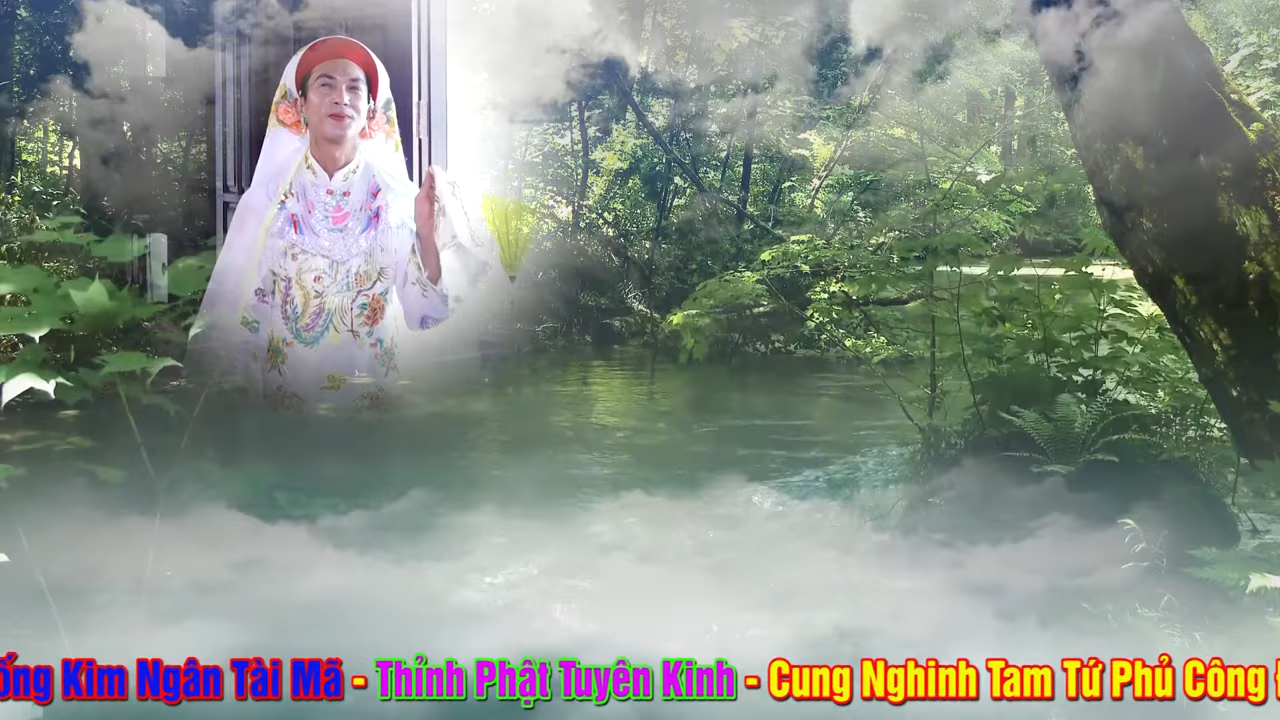 Kim Ngân Tài Mã - Thỉnh Phật Tuyên Kinh - Cung Nghinh Tam Tứ Phủ Công